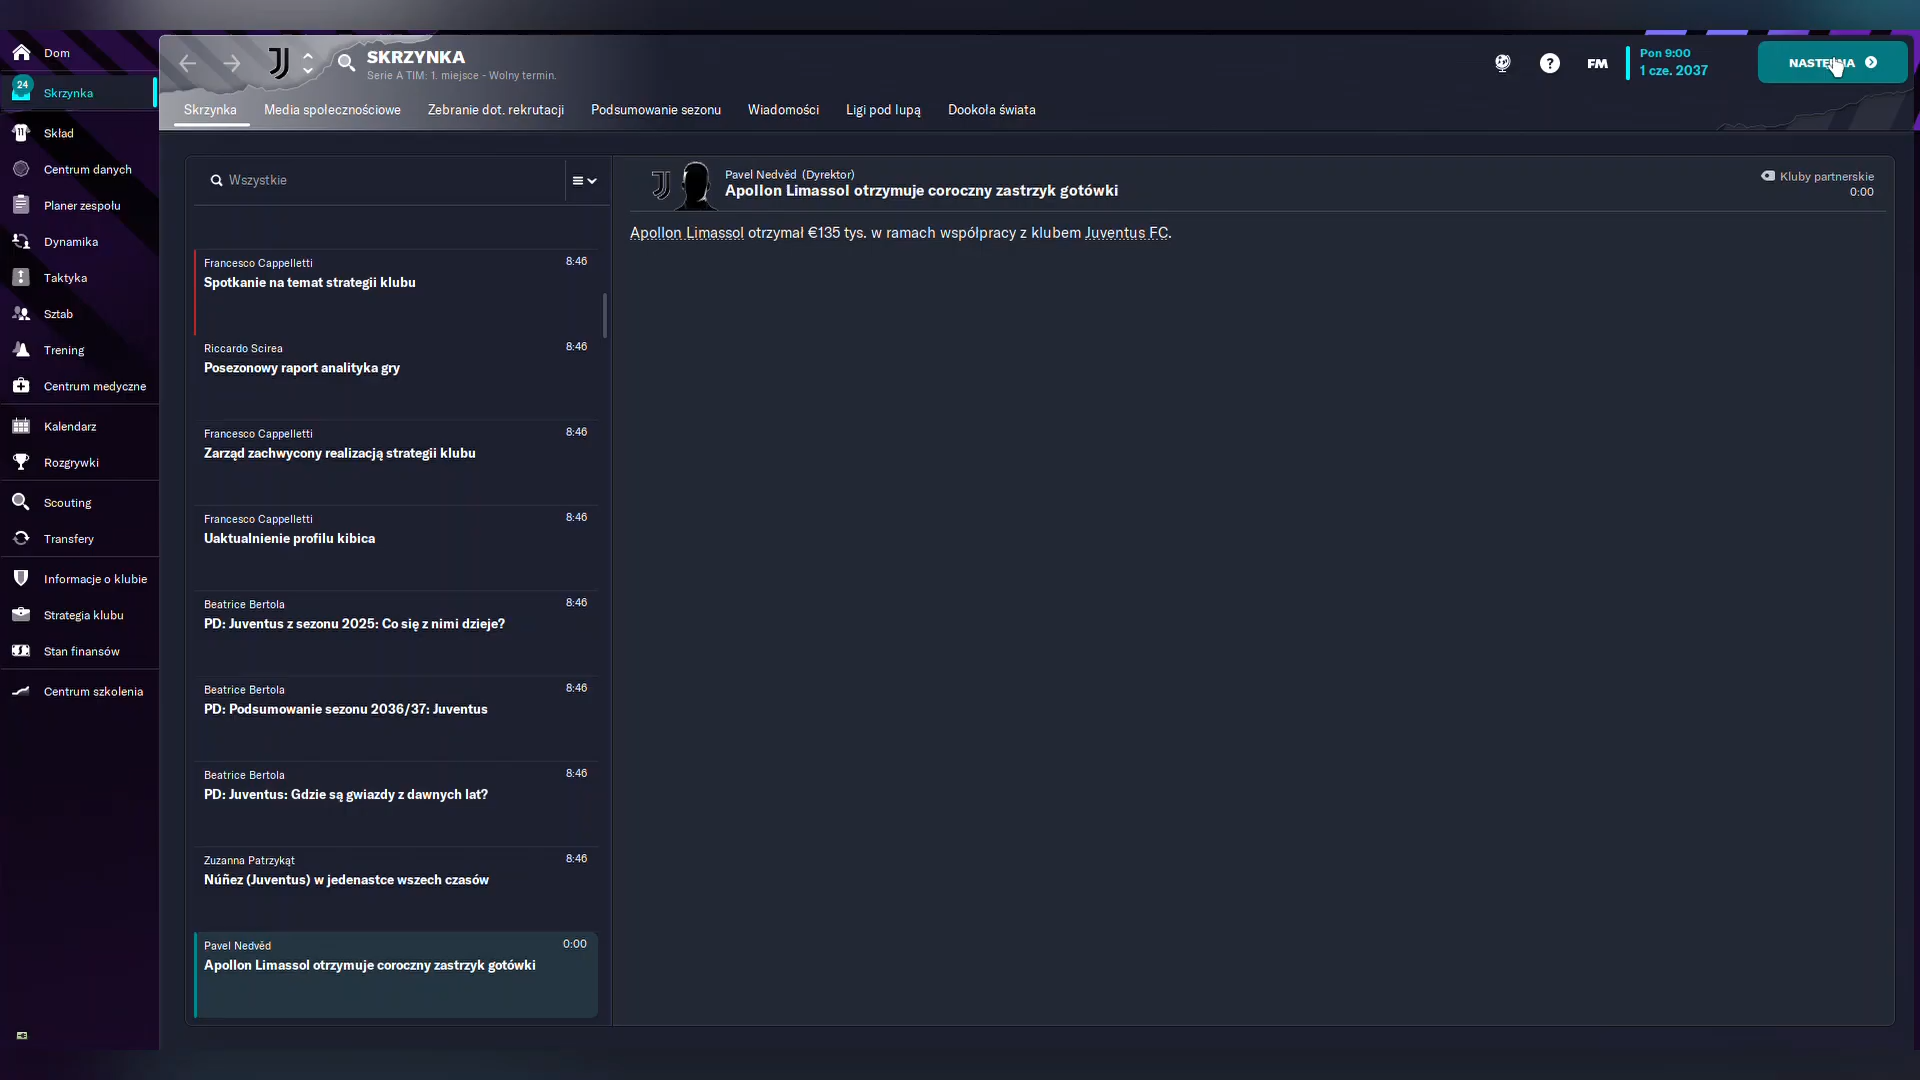 Dom
24
Skrzynka
Skład
Centrum danych
Planer zespołu
Dynamika
Taktyka
Sztab
Trening
Centrum medyczne
Kalendarz
Rozgrywki
Scouting
Transfery
Informacje o klubie
Strategia klubu
Stan finansów
Centrum szkolenia
SKRZYNKA
Serie A TIM: 1. miejsce - Wolny termin.
FM
Pon 9:00
1 cze. 2037
NASTĘPNA
Skrzynka Media społecznościowe Zebranie dot. rekrutacji Podsumowanie sezonu Wiadomości Ligi pod lupą Dookoła świata
Wszystkie
Francesco Cappelletti 8:46
Spotkanie na temat strategii klubu
Riccardo Scirea 8:46
Posezonowy raport analityka gry
Francesco Cappelletti 8:46
Zarząd zachwycony realizacją strategii klubu
Francesco Cappelletti 8:46
Uaktualnienie profilu kibica
Beatrice Bertola 8:46
PD: Juventus z sezonu 2025: Co się z nimi dzieje?
Beatrice Bertola 8:46
PD: Podsumowanie sezonu 2036/37: Juventus
Beatrice Bertola 8:46
PD: Juventus: Gdzie są gwiazdy z dawnych lat?
Zuzanna Patrzykąt 8:46
Núñez (Juventus) w jedenastce wszech czasów
Pavel Nedvěd 0:00
Apollon Limassol otrzymuje coroczny zastrzyk gotówki
Pavel Nedvěd (Dyrektor)
Apollon Limassol otrzymuje coroczny zastrzyk gotówki
Kluby partnerskie
0:00
Apollon Limassol otrzymał €135 tys. w ramach współpracy z klubem Juventus FC.